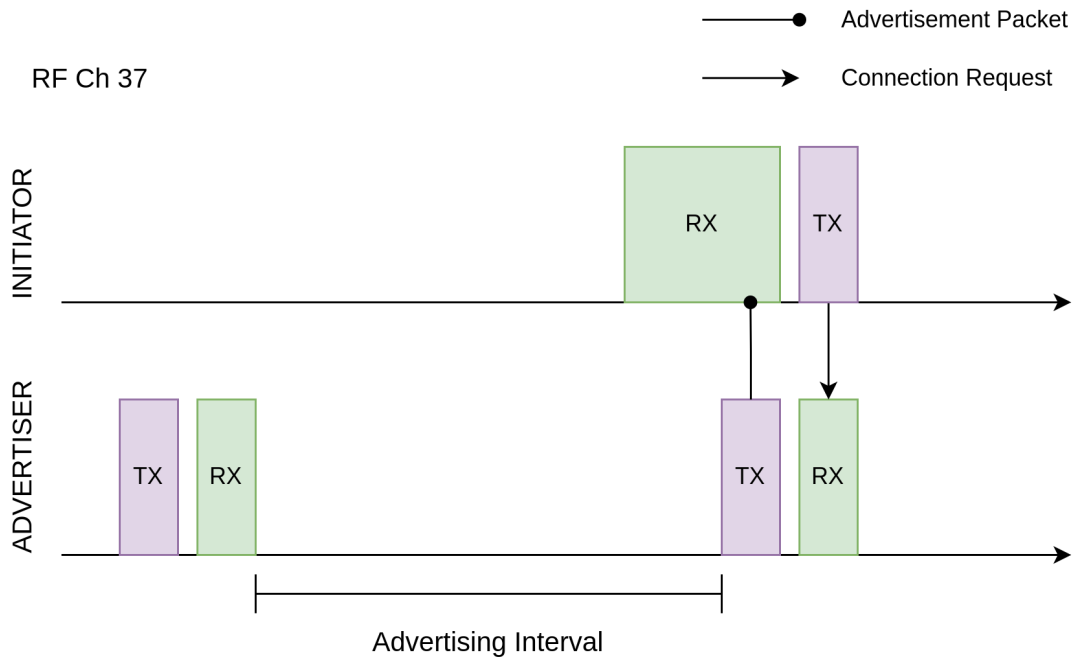 Advertisement Packet
RF Ch 37
Connection Request
INITIATOR
RX
TX
ADVERTISER
TX
RX
TX
RX
Advertising Interval